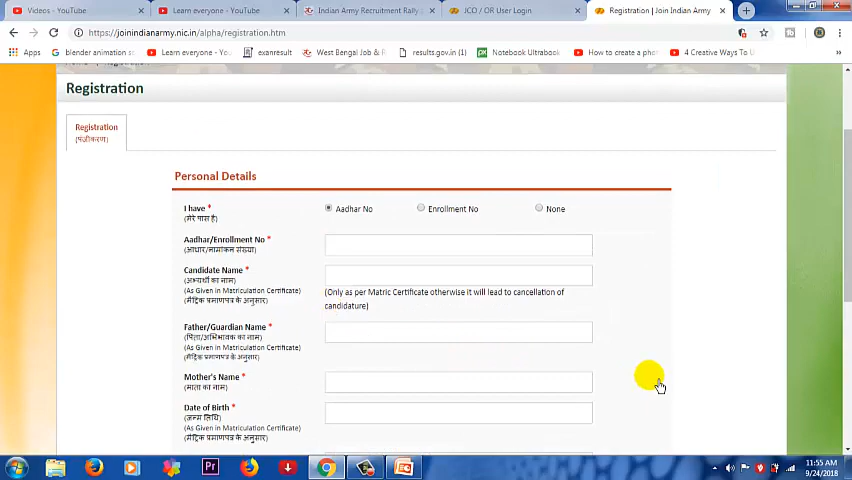 Videos - YouTube
Learn everyone - YouTube
Indian Army Recruitment Rally
JCO / OR User Login
Registration | Join Indian Army
https://joinindianarmy.nic.in/alpha/registration.htm
Apps
blender animation so
Learn everyone - You
exanresult
West Bengal Job & R
results.gov.in (1)
Notebook Ultrabook
How to create a phot
4 Creative Ways To U
Registration
Registration
(पंजीकरण)
Personal Details
I have *
(मेरे पास है)
Aadhar No
Enrollment No
None
Aadhar/Enrollment No *
(आधार/नामांकन संख्या)
Candidate Name *
(अभ्यर्थी का नाम)
(As Given in Matriculation Certificate)
(मैट्रिक प्रमाणपत्र के अनुसार)
(Only as per Matric Certificate otherwise it will lead to cancellation of
candidature)
Father/Guardian Name *
(पिता/अभिभावक का नाम)
(As Given in Matriculation Certificate)
(मैट्रिक प्रमाणपत्र के अनुसार)
Mother's Name *
(माता का नाम)
Date of Birth *
(जन्म तिथि)
(As Given in Matriculation Certificate)
(मैट्रिक प्रमाणपत्र के अनुसार)
Pr
11:55 AM
9/24/2018